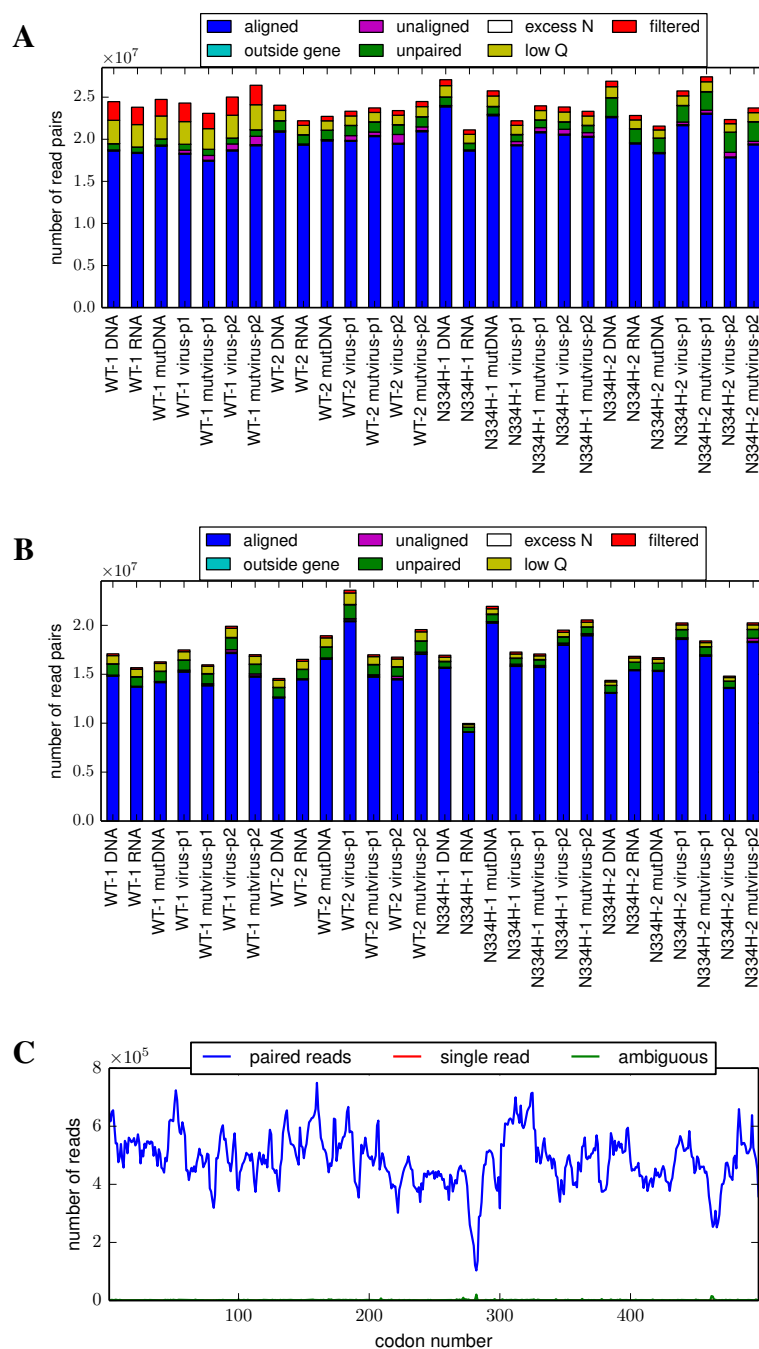 A
aligned
unaligned
excess N
filtered
outside gene
unpaired
low Q
×10^7
number of read pairs
2.5
2.0
1.5
1.0
0.5
0.0
WT-1 DNA
WT-1 RNA
WT-1 mutDNA
WT-1 virus-p1
WT-1 mutvirus-p1
WT-1 virus-p2
WT-1 mutvirus-p2
WT-2 DNA
WT-2 RNA
WT-2 mutDNA
WT-2 virus-p1
WT-2 mutvirus-p1
WT-2 virus-p2
WT-2 mutvirus-p2
N334H-1 DNA
N334H-1 RNA
N334H-1 mutDNA
N334H-1 virus-p1
N334H-1 mutvirus-p1
N334H-1 virus-p2
N334H-1 mutvirus-p2
N334H-2 DNA
N334H-2 RNA
N334H-2 mutDNA
N334H-2 virus-p1
N334H-2 mutvirus-p1
N334H-2 virus-p2
N334H-2 mutvirus-p2
B
aligned
unaligned
excess N
filtered
outside gene
unpaired
low Q
×10^7
number of read pairs
2.0
1.5
1.0
0.5
0.0
WT-1 DNA
WT-1 RNA
WT-1 mutDNA
WT-1 virus-p1
WT-1 mutvirus-p1
WT-1 virus-p2
WT-1 mutvirus-p2
WT-2 DNA
WT-2 RNA
WT-2 mutDNA
WT-2 virus-p1
WT-2 mutvirus-p1
WT-2 virus-p2
WT-2 mutvirus-p2
N334H-1 DNA
N334H-1 RNA
N334H-1 mutDNA
N334H-1 virus-p1
N334H-1 mutvirus-p1
N334H-1 virus-p2
N334H-1 mutvirus-p2
N334H-2 DNA
N334H-2 RNA
N334H-2 mutDNA
N334H-2 virus-p1
N334H-2 mutvirus-p1
N334H-2 virus-p2
N334H-2 mutvirus-p2
C
×10^5
paired reads
single read
ambiguous
number of reads
8
6
4
2
0
100
200
300
400
codon number